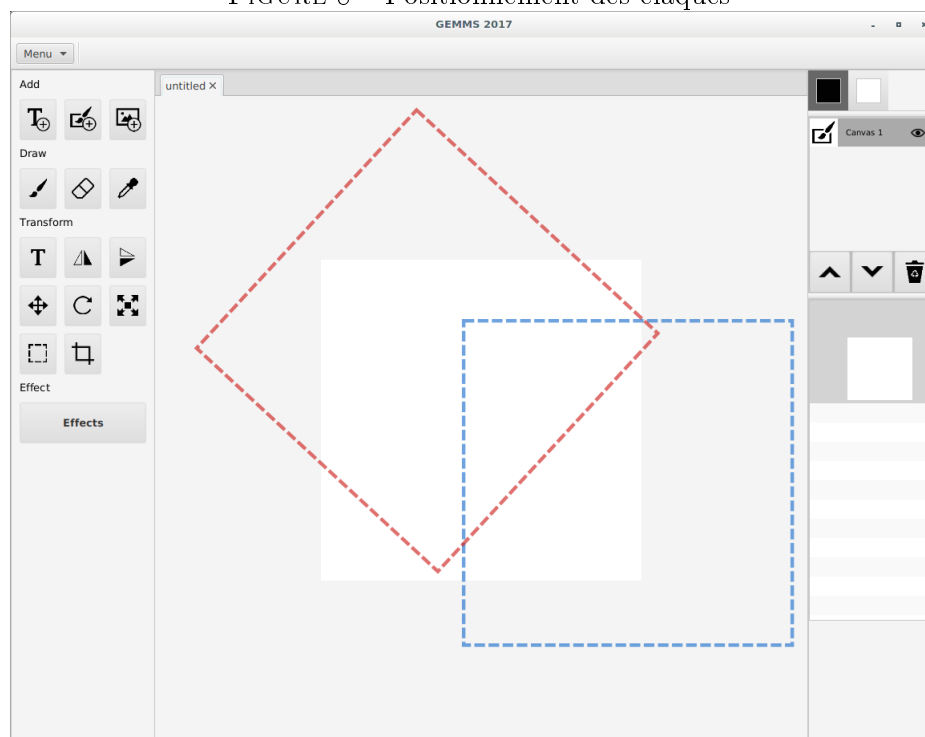 Positionnement des claques
GEMMS 2017
Menu
Add
untitled
Canvas 1
Draw
Transform
T
Effect
Effects